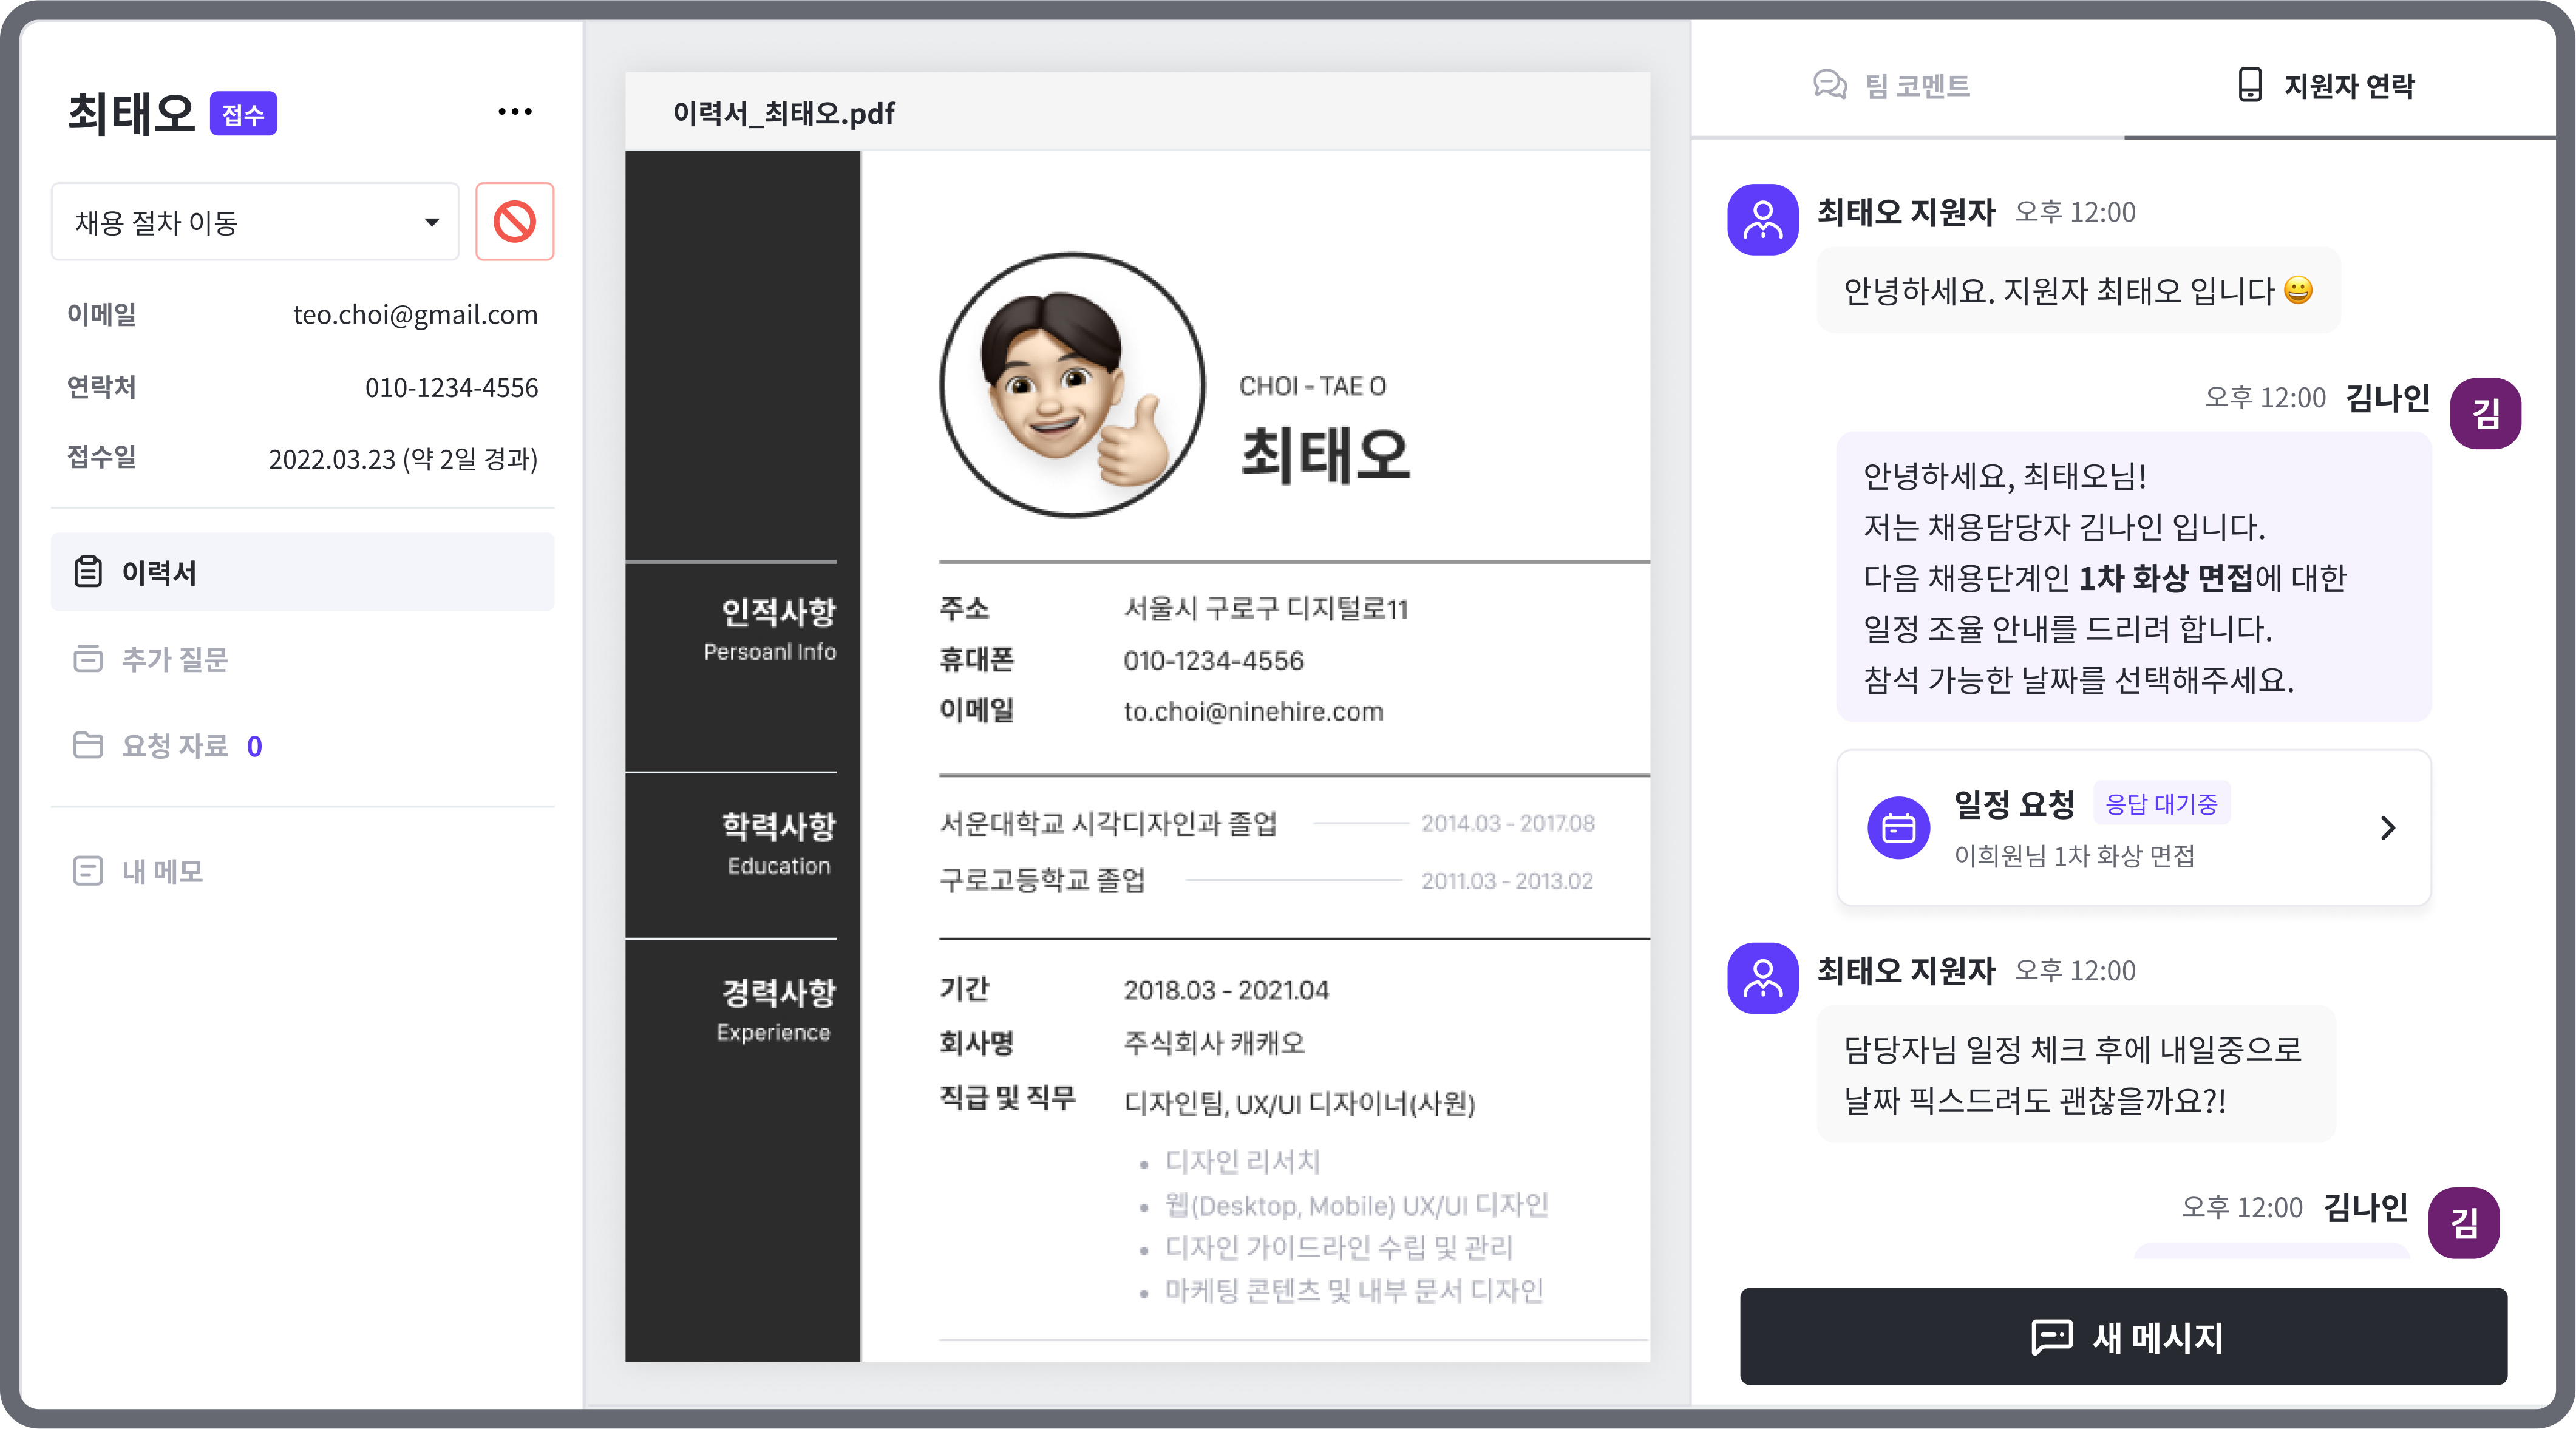 최태오 접수
채용 절차 이동
이메일 teo.choi@gmail.com
연락처 010-1234-4556
접수일 2022.03.23 (약 2일 경과)
이력서
추가 질문
요청 자료 0
내 메모
이력서_최태오.pdf
CHOI - TAE O
최태오
인적사항
Persoanl Info
주소 서울시 구로구 디지털로11
휴대폰 010-1234-4556
이메일 to.choi@ninehire.com
학력사항
Education
서운대학교 시각디자인과 졸업 2014.03 - 2017.08
구로고등학교 졸업 2011.03 - 2013.02
경력사항
Experience
기간 2018.03 - 2021.04
회사명 주식회사 캐캐오
직급 및 직무 디자인팀, UX/UI 디자이너(사원)
• 디자인 리서치
• 웹(Desktop, Mobile) UX/UI 디자인
• 디자인 가이드라인 수립 및 관리
• 마케팅 콘텐츠 및 내부 문서 디자인
팀 코멘트
지원자 연락
최태오 지원자 오후 12:00
안녕하세요. 지원자 최태오 입니다 😀
오후 12:00 김나인 김
안녕하세요, 최태오님!
저는 채용담당자 김나인 입니다.
다음 채용단계인 1차 화상 면접에 대한
일정 조율 안내를 드리려 합니다.
참석 가능한 날짜를 선택해주세요.
일정 요청 응답 대기중
이희원님 1차 화상 면접
최태오 지원자 오후 12:00
담당자님 일정 체크 후에 내일중으로
날짜 픽스드려도 괜찮을까요?!
오후 12:00 김나인 김
새 메시지